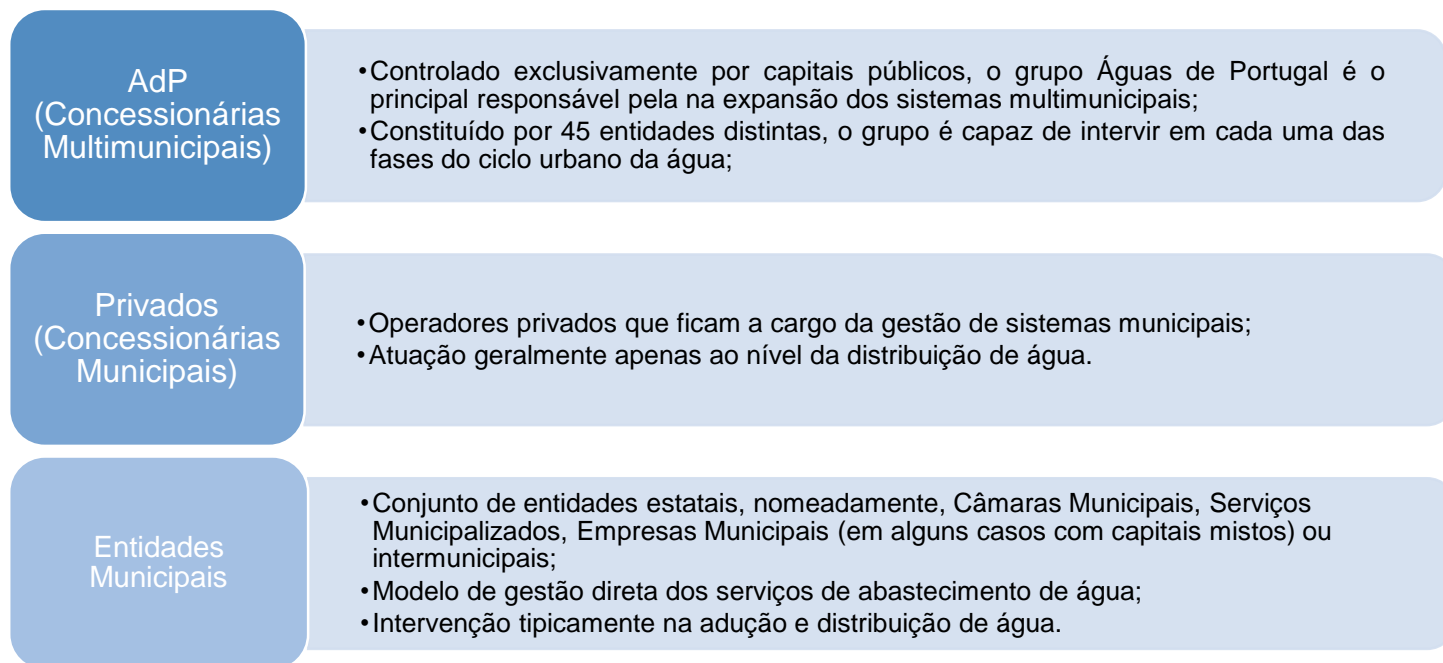 AdP
(Concessionárias
Multimunicipais)
•Controlado exclusivamente por capitais públicos, o grupo Águas de Portugal é o
principal responsável pela na expansão dos sistemas multimunicipais;
•Constituído por 45 entidades distintas, o grupo é capaz de intervir em cada uma das
fases do ciclo urbano da água;
Privados
(Concessionárias
Municipais)
•Operadores privados que ficam a cargo da gestão de sistemas municipais;
•Atuação geralmente apenas ao nível da distribuição de água.
Entidades
Municipais
•Conjunto de entidades estatais, nomeadamente, Câmaras Municipais, Serviços
Municipalizados, Empresas Municipais (em alguns casos com capitais mistos) ou
intermunicipais;
•Modelo de gestão direta dos serviços de abastecimento de água;
•Intervenção tipicamente na adução e distribuição de água.